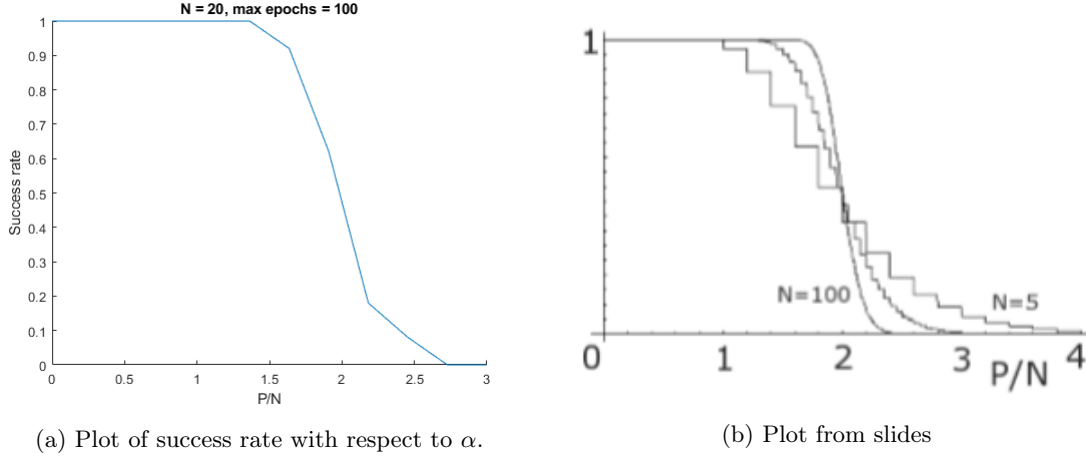 N = 20, max epochs = 100
1
0.9
0.8
0.7
0.6
0.5
0.4
0.3
0.2
0.1
0
Success rate
0 0.5 1 1.5 2 2.5 3
P/N
(a) Plot of success rate with respect to α.
1
N=100
N=5
0 1 2 3 4
P/N
(b) Plot from slides